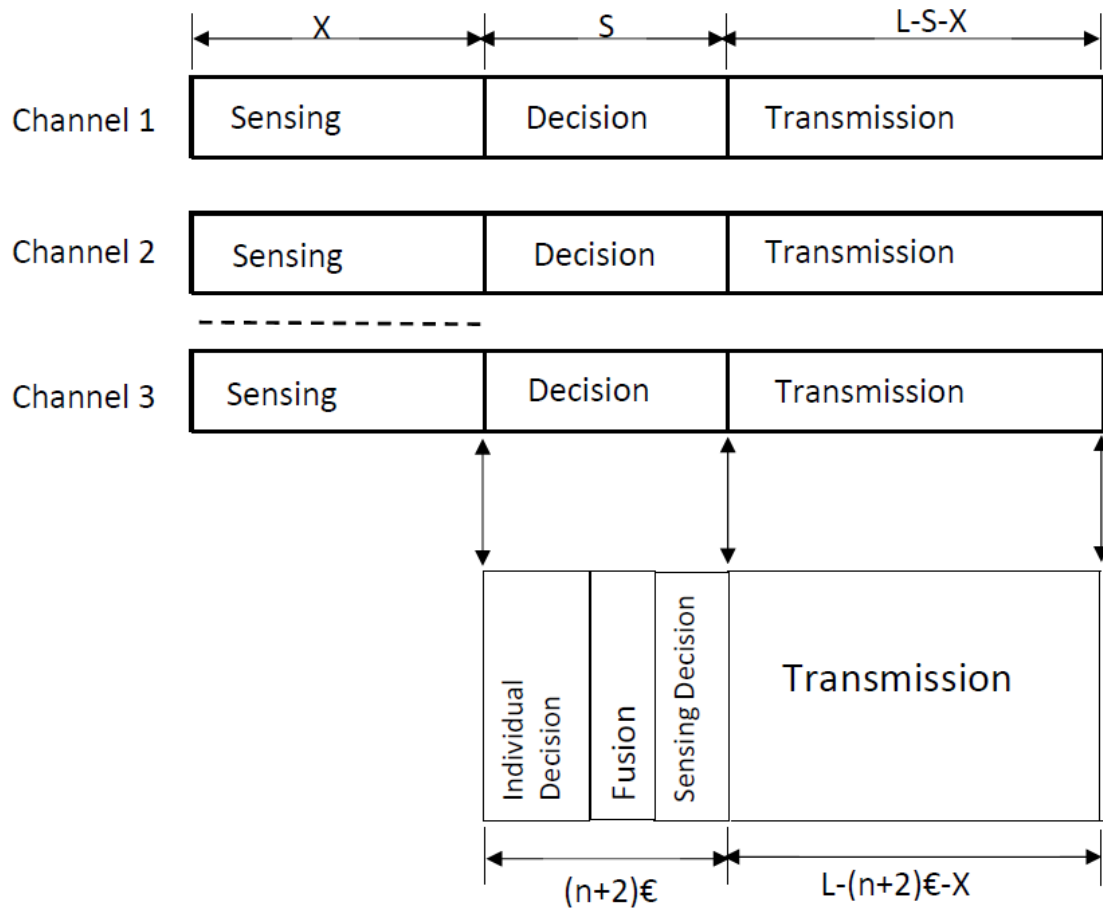 X S L-S-X
Channel 1 Sensing Decision Transmission
Channel 2 Sensing Decision Transmission
Channel 3 Sensing Decision Transmission
Individual
Decision
Fusion
Sensing Decision
Transmission
(n+2)€ L-(n+2)€-X